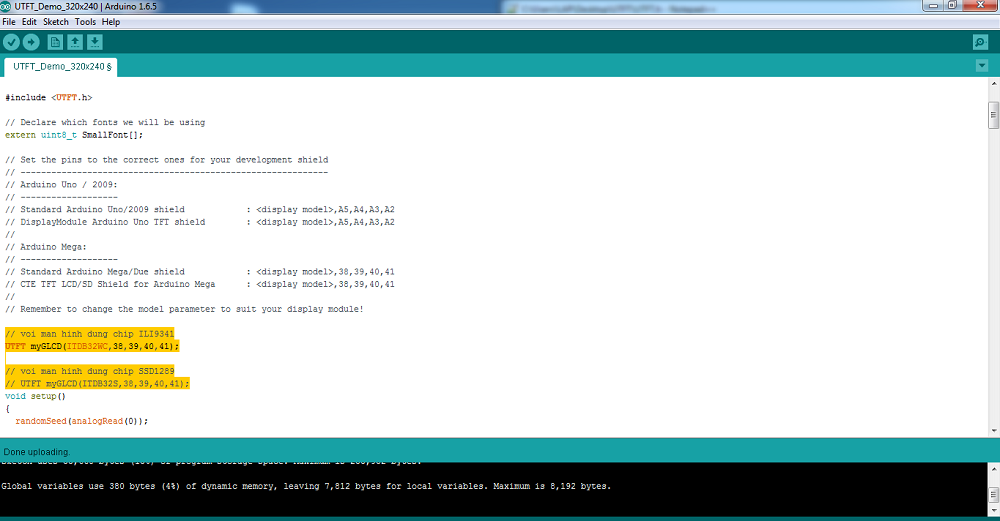 UTFT_Demo_320x240 | Arduino 1.6.5
File Edit Sketch Tools Help
UTFT_Demo_320x240 §
#include <UTFT.h>
// Declare which fonts we will be using
extern uint8_t SmallFont[];
// Set the pins to the correct ones for your development shield
// ------------------------------------------------------------
// Arduino Uno / 2009:
// -------------------
// Standard Arduino Uno/2009 shield : <display model>,A5,A4,A3,A2
// DisplayModule Arduino Uno TFT shield : <display model>,A5,A4,A3,A2
//
// Arduino Mega:
// -------------------
// Standard Arduino Mega/Due shield : <display model>,38,39,40,41
// CTE TFT LCD/SD Shield for Arduino Mega : <display model>,38,39,40,41
//
// Remember to change the model parameter to suit your display module!
// voi man hinh dung chip ILI9341
UTFT myGLCD(ITDB32WC,38,39,40,41);
// voi man hinh dung chip SSD1289
// UTFT myGLCD(ITDB32S,38,39,40,41);
void setup()
{
randomSeed(analogRead(0));
Done uploading.
Global variables use 380 bytes (4%) of dynamic memory, leaving 7,812 bytes for local variables. Maximum is 8,192 bytes.